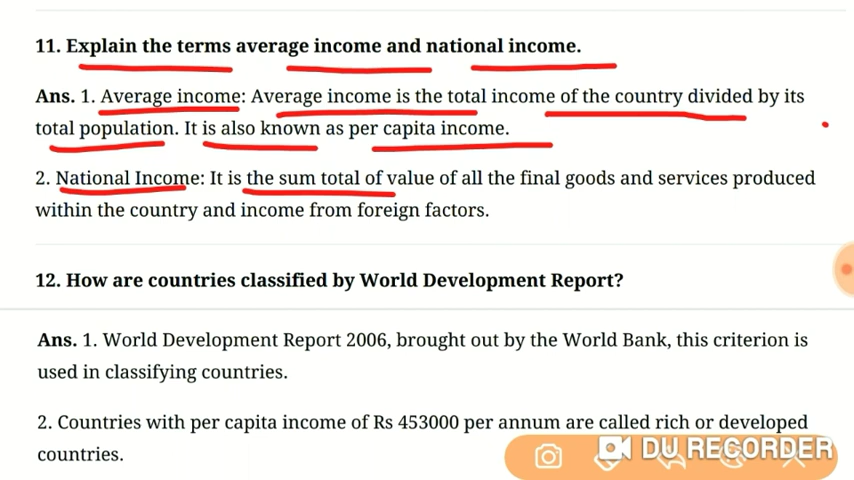 11. Explain the terms average income and national income.
Ans. 1. Average income: Average income is the total income of the country divided by its
total population. It is also known as per capita income.
2. National Income: It is the sum total of value of all the final goods and services produced
within the country and income from foreign factors.
12. How are countries classified by World Development Report?
Ans. 1. World Development Report 2006, brought out by the World Bank, this criterion is
used in classifying countries.
2. Countries with per capita income of Rs 453000 per annum are called rich or developed
countries.
DU RECORDER